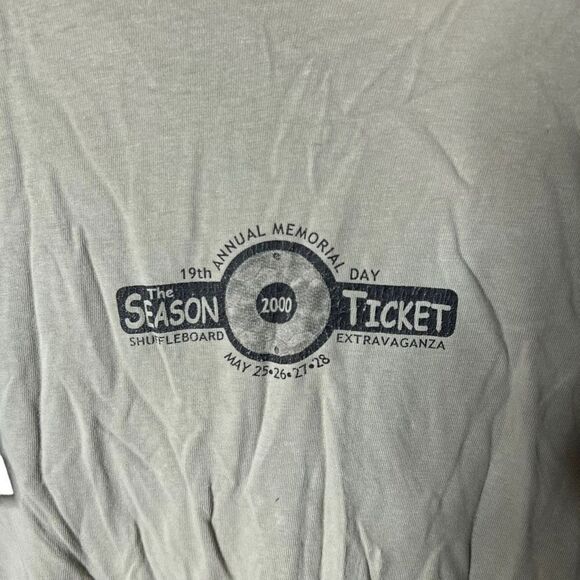 19th ANNUAL MEMORIAL DAY
The
SEASON 2000 TICKET
SHUFFLEBOARD EXTRAVAGANZA
MAY 25•26•27•28